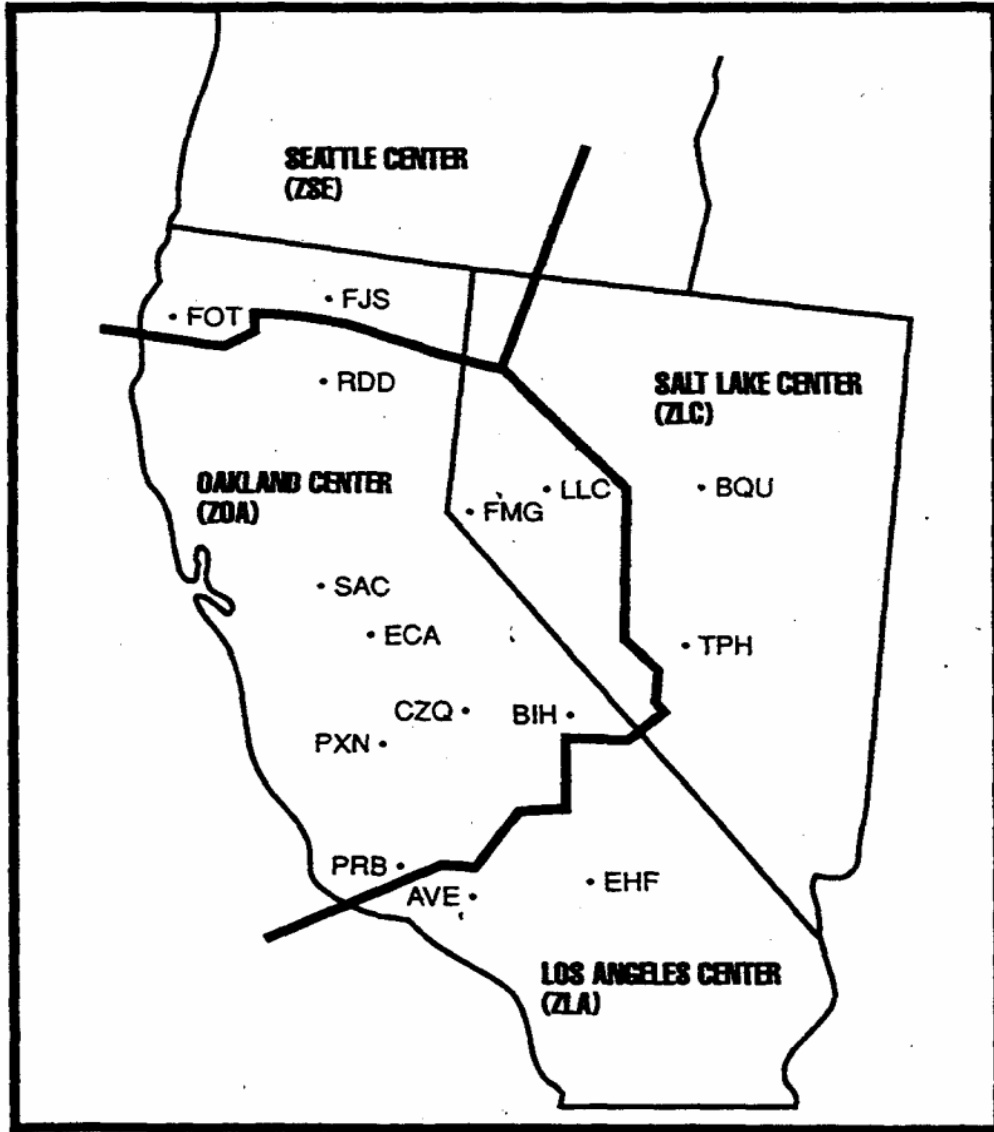 SEATTLE CENTER
(ZSE)
FJS
FOT
RDD
SALT LAKE CENTER
(ZLC)
OAKLAND CENTER
(ZOA)
LLC
BQU
FMG
SAC
ECA
TPH
CZQ
BIH
PXN
PRB
EHF
AVE
LOS ANGELES CENTER
(ZLA)